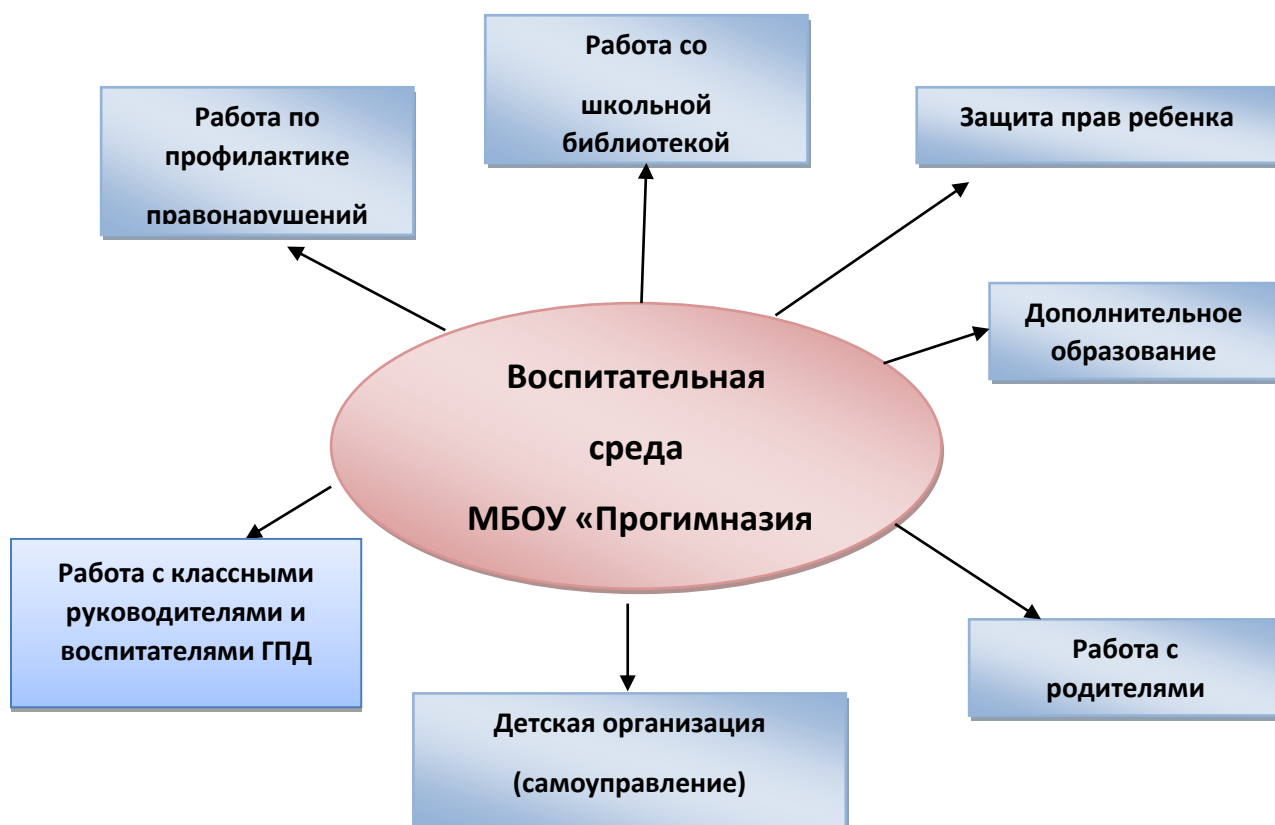 Работа со
школьной
библиотекой
Работа по
профилактике
правонарушений
Защита прав ребенка
Дополнительное
образование
Воспитательная
среда
МБОУ «Прогимназия
Работа с классными
руководителями и
воспитателями ГПД
Работа с
родителями
Детская организация
(самоуправление)